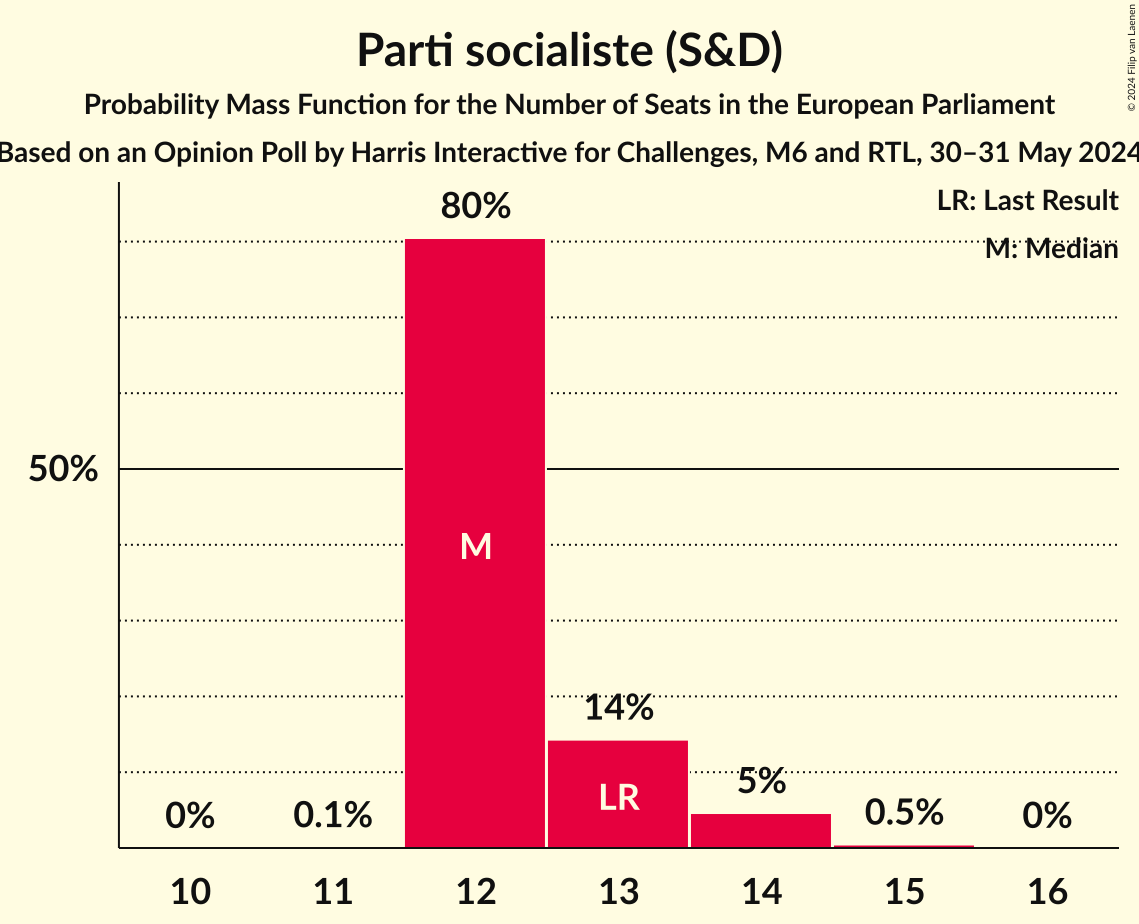 Parti socialiste (S&D)
Probability Mass Function for the Number of Seats in the European Parliament
Based on an Opinion Poll by Harris Interactive for Challenges, M6 and RTL, 30–31 May 2024
© 2024 Filip van Laenen
LR: Last Result
M: Median
80%
50%
M
14%
LR
5%
0%
0.1%
0.5%
0%
10
11
12
13
14
15
16